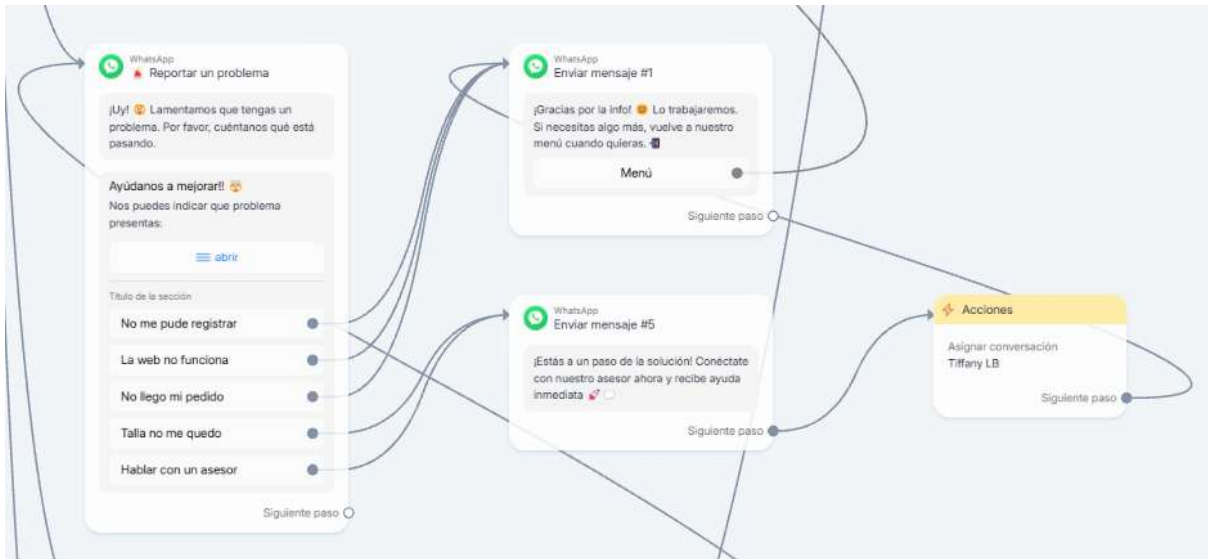 WhatsApp
Reportar un problema
¡Uy! Lamentamos que tengas un
problema. Por favor, cuéntanos qué está
pasando.
Ayúdanos a mejorar!!
Nos puedes indicar que problema
presentas:
abrir
Título de la sección
No me pude registrar
La web no funciona
No llego mi pedido
Talla no me quedo
Hablar con un asesor
Siguiente paso
WhatsApp
Enviar mensaje #1
¡Gracias por la info! Lo trabajaremos.
Si necesitas algo más, vuelve a nuestro
menú cuando quieras.
Menú
Siguiente paso
WhatsApp
Enviar mensaje #5
¡Estás a un paso de la solución! Conéctate
con nuestro asesor ahora y recibe ayuda
inmediata
Siguiente paso
Acciones
Asignar conversación
Tiffany LB
Siguiente paso